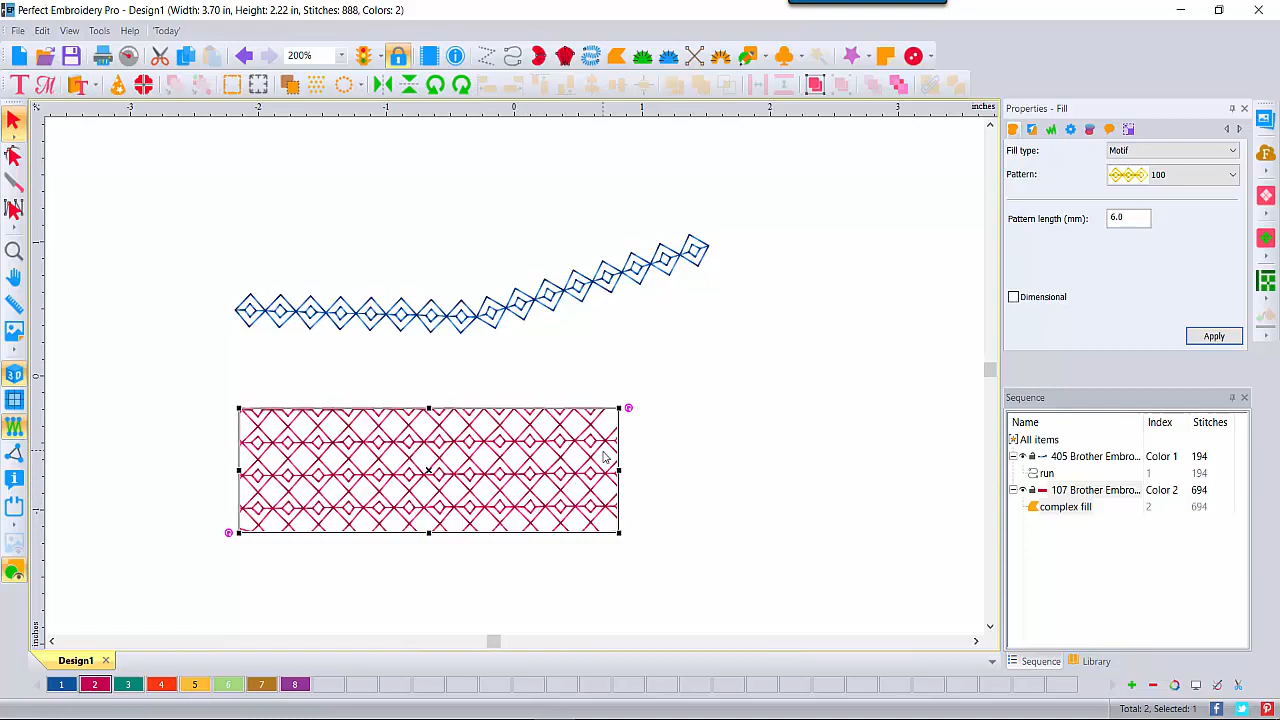 Perfect Embroidery Pro - Design1 (Width: 3.70 in, Height: 2.22 in, Stitches: 888, Colors: 2)
File Edit View Tools Help 'Today'
200%
-3 -2 -1 0 1 2 3 inches
Properties - Fill
Fill type: Motif
Pattern: 100
Pattern length (mm): 6.0
Dimensional
Apply
Sequence
Name Index Stitches
All items
405 Brother Embro... Color 1 194
run 1 194
107 Brother Embro... Color 2 694
complex fill 2 694
1
0
1
inches
Design1
Sequence Library
1 2 3 4 5 6 7 8
Total: 2, Selected: 1